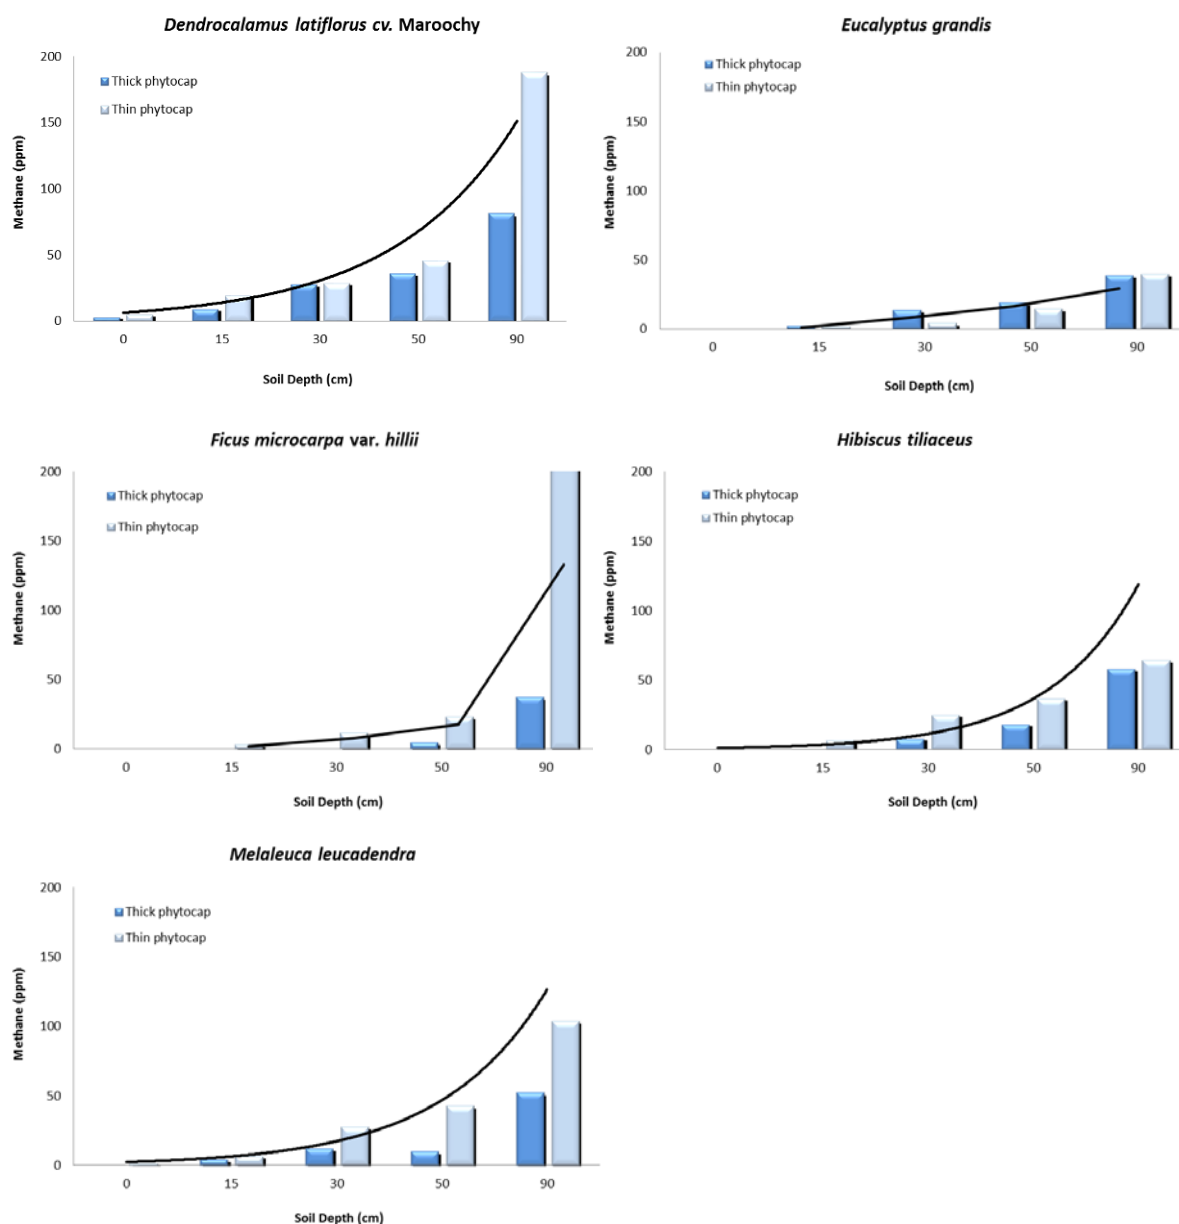 Dendrocalamus latiflorus cv. Maroochy
200
150
100
50
0
Methane (ppm)
Thick phytocap
Thin phytocap
0 15 30 50 90
Soil Depth (cm)
Eucalyptus grandis
200
150
100
50
0
Methane (ppm)
Thick phytocap
Thin phytocap
0 15 30 50 90
Soil Depth (cm)
Ficus microcarpa var. hillii
200
150
100
50
0
Methane (ppm)
Thick phytocap
Thin phytocap
0 15 30 50 90
Soil Depth (cm)
Hibiscus tiliaceus
200
150
100
50
0
Methane (ppm)
Thick phytocap
Thin phytocap
0 15 30 50 90
Soil Depth (cm)
Melaleuca leucadendra
200
150
100
50
0
Methane (ppm)
Thick phytocap
Thin phytocap
0 15 30 50 90
Soil Depth (cm)